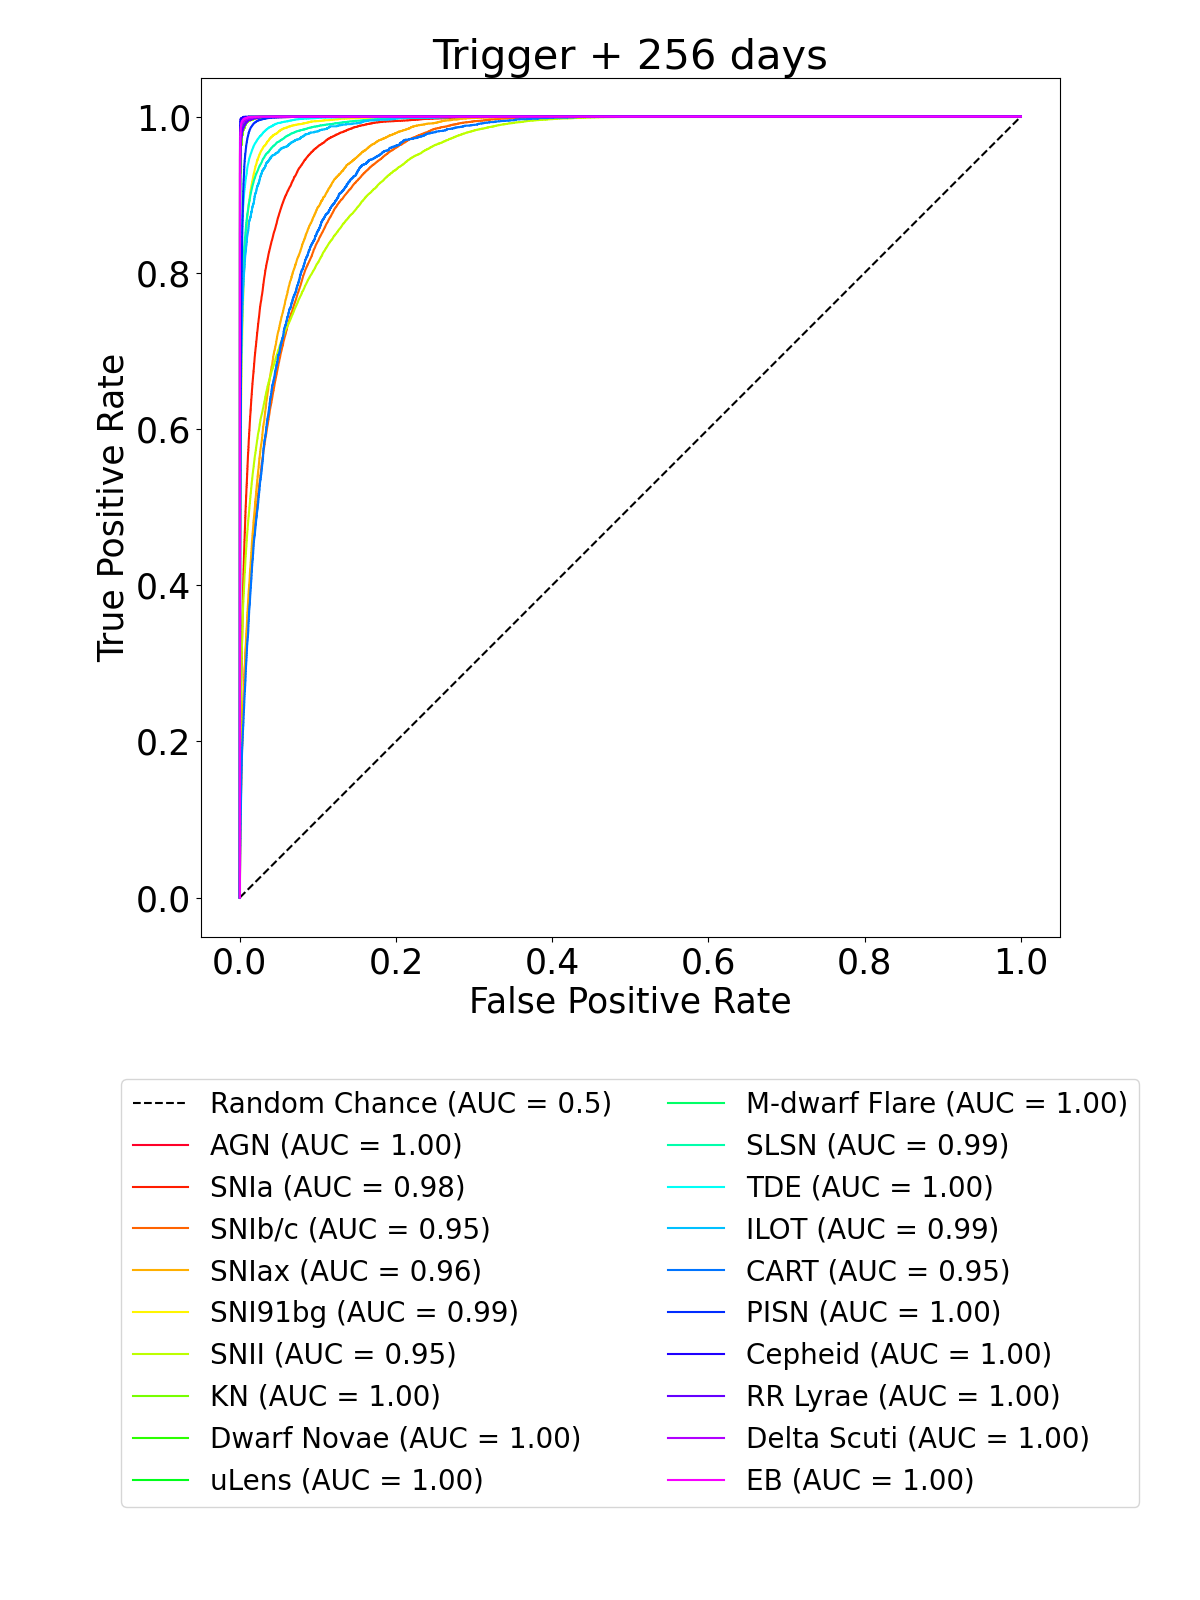 Trigger + 256 days
1.0
0.8
0.6
0.4
0.2
0.0
True Positive Rate
0.0 0.2 0.4 0.6 0.8 1.0
False Positive Rate
Random Chance (AUC = 0.5)
AGN (AUC = 1.00)
SNIa (AUC = 0.98)
SNIb/c (AUC = 0.95)
SNIax (AUC = 0.96)
SNI91bg (AUC = 0.99)
SNII (AUC = 0.95)
KN (AUC = 1.00)
Dwarf Novae (AUC = 1.00)
uLens (AUC = 1.00)
M-dwarf Flare (AUC = 1.00)
SLSN (AUC = 0.99)
TDE (AUC = 1.00)
ILOT (AUC = 0.99)
CART (AUC = 0.95)
PISN (AUC = 1.00)
Cepheid (AUC = 1.00)
RR Lyrae (AUC = 1.00)
Delta Scuti (AUC = 1.00)
EB (AUC = 1.00)